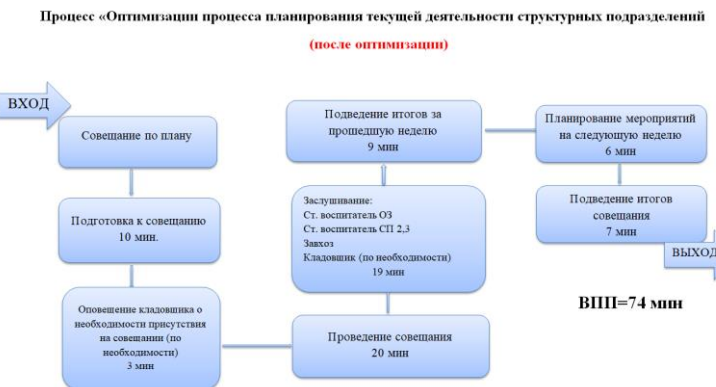 Процесс «Оптимизации процесса планирования текущей деятельности структурных подразделений
(после оптимизации)
ВХОД
Совещание по плану
Подготовка к совещанию
10 мин.
Оповещение кладовщика о
необходимости присутствия
на совещании (по
необходимости)
3 мин
Проведение совещания
20 мин
Заслушивание:
Ст. воспитатель ОЗ
Ст. воспитатель СП 2,3
Завхоз
Кладовщик (по необходимости)
19 мин
Подведение итогов за
прошедшую неделю
9 мин
Планирование мероприятий
на следующую неделю
6 мин
Подведение итогов
совещания
7 мин
ВЫХОД
ВПП=74 мин